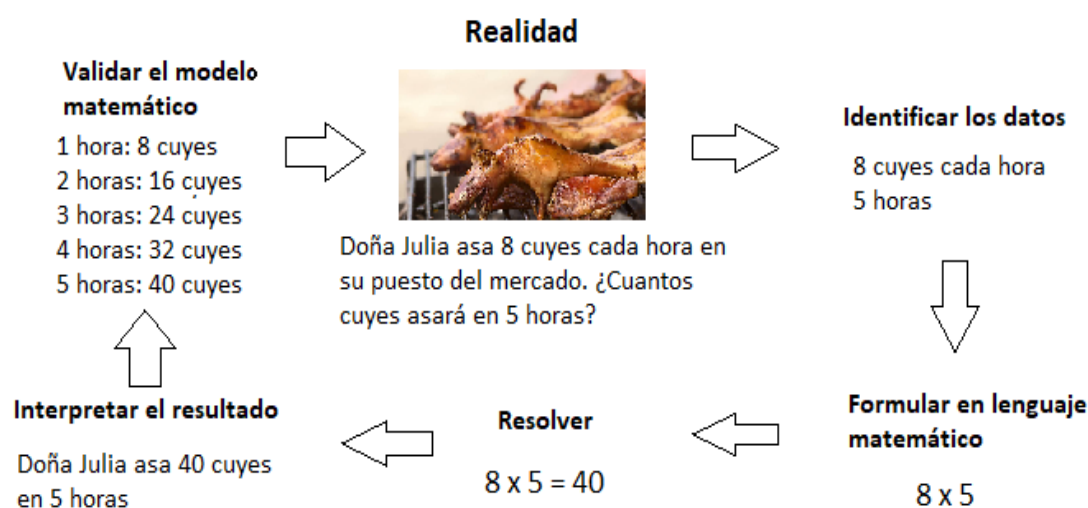 Realidad
Doña Julia asa 8 cuyes cada hora en
su puesto del mercado. ¿Cuantos
cuyes asará en 5 horas?
Identificar los datos
8 cuyes cada hora
5 horas
Formular en lenguaje
matemático
8 x 5
Resolver
8 x 5 = 40
Interpretar el resultado
Doña Julia asa 40 cuyes
en 5 horas
Validar el modelo
matemático
1 hora: 8 cuyes
2 horas: 16 cuyes
3 horas: 24 cuyes
4 horas: 32 cuyes
5 horas: 40 cuyes